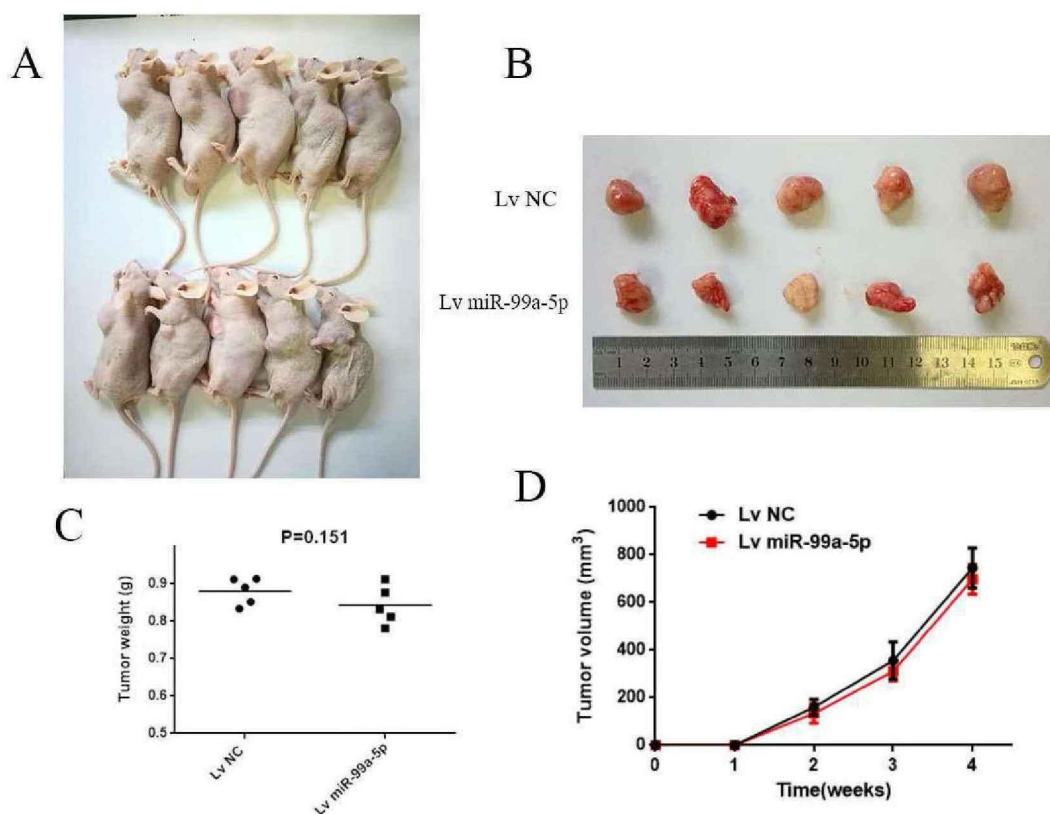 A
B
Lv NC
Lv miR-99a-5p
1 2 3 4 5 6 7 8 9 10 11 12 13 14 15
C
P=0.151
Tumor weight (g)
0.9
0.8
0.7
0.6
0.5
Lv NC
Lv miR-99a-5p
D
Lv NC
Lv miR-99a-5p
Tumor volume (mm³)
1000
800
600
400
200
0
0 1 2 3 4
Time(weeks)